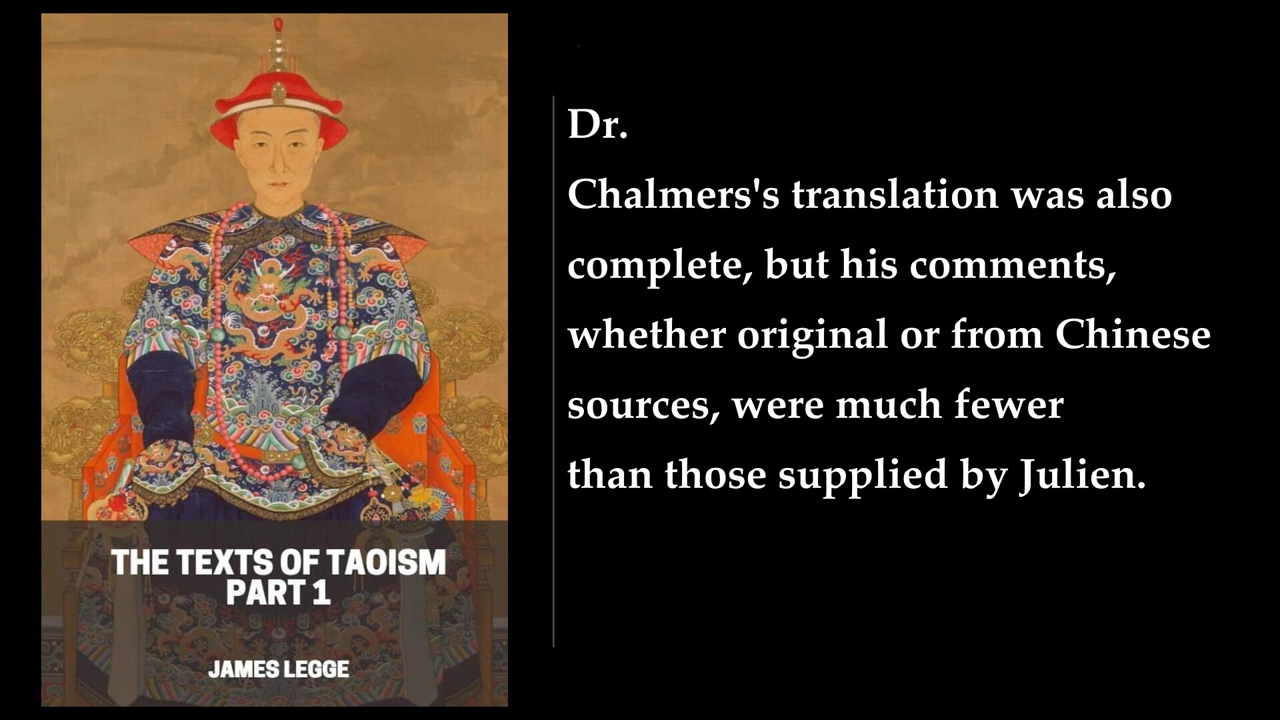 Dr.
Chalmers's translation was also
complete, but his comments,
whether original or from Chinese
sources, were much fewer
than those supplied by Julien.
THE TEXTS OF TAOISM
PART 1
JAMES LEGGE